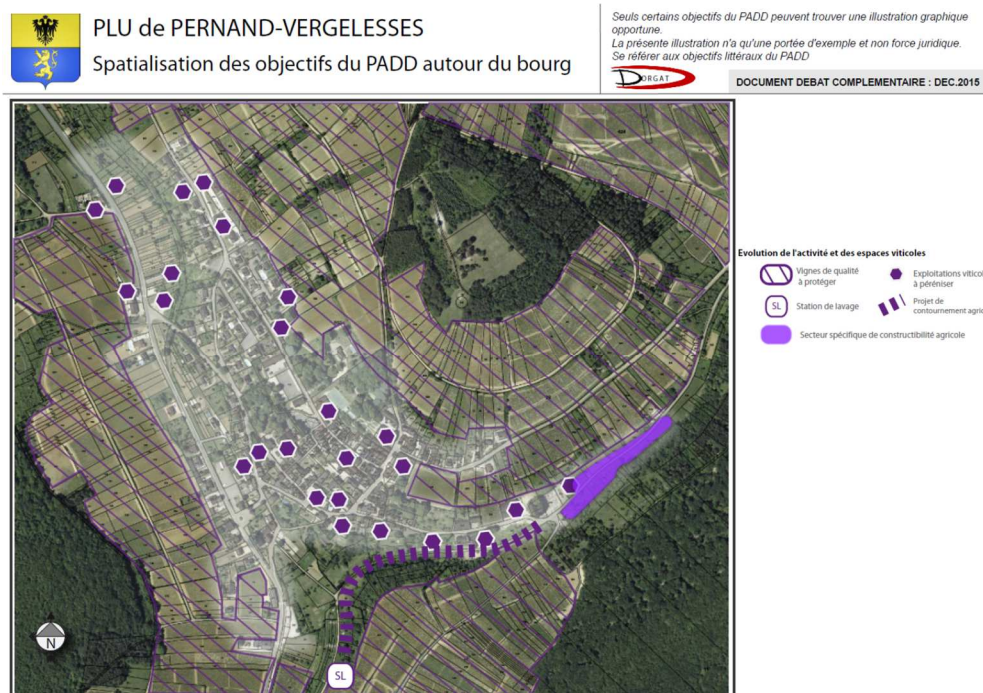 PLU de PERNAND-VERGELESSES
Spatialisation des objectifs du PADD autour du bourg
Seuls certains objectifs du PADD peuvent trouver une illustration graphique
opportune.
La présente illustration n'a qu'une portée d'exemple et non force juridique.
Se référer aux objectifs littéraux du PADD
DORGAT
DOCUMENT DEBAT COMPLEMENTAIRE : DEC.2015
Evolution de l'activité et des espaces viticoles
Vignes de qualité
à protéger
Exploitations vitico
à péréniser
SL
Station de lavage
Projet de
contournement agric
Secteur spécifique de constructibilité agricole
N
SL